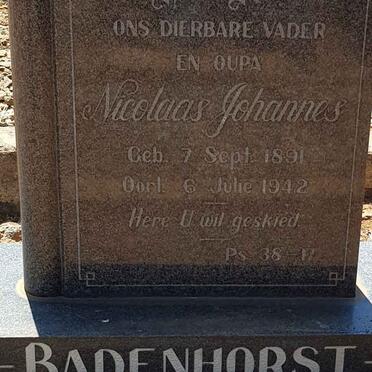 ONS DIERBARE VADER
EN OUPA
Nicolaas Johannes
Geb. 7 Sept. 1891
Oorl. 6 Julie 1942
Here U wil geskied.
Ps. 38-17
BADENHORST